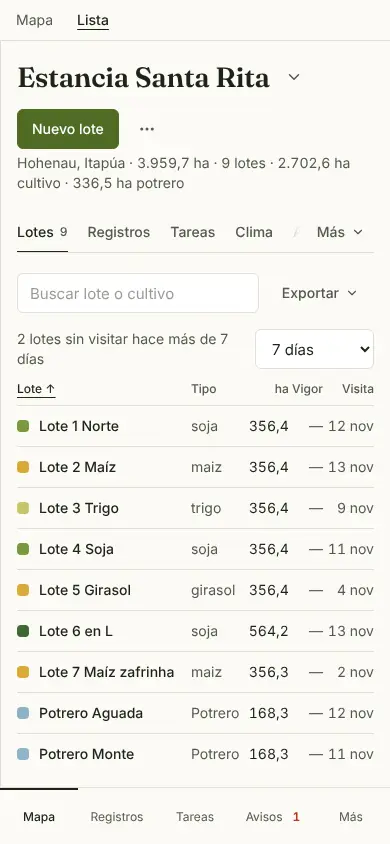 Mapa Lista
Estancia Santa Rita
Nuevo lote ···
Hohenau, Itapúa · 3.959,7 ha · 9 lotes · 2.702,6 ha
cultivo · 336,5 ha potrero
Lotes 9 Registros Tareas Clima Más
Buscar lote o cultivo Exportar
2 lotes sin visitar hace más de 7
días
7 días
Lote ↑ Tipo ha Vigor Visita
Lote 1 Norte soja 356,4 — 12 nov
Lote 2 Maíz maiz 356,4 — 13 nov
Lote 3 Trigo trigo 356,4 — 9 nov
Lote 4 Soja soja 356,4 — 11 nov
Lote 5 Girasol girasol 356,4 — 4 nov
Lote 6 en L soja 564,2 — 13 nov
Lote 7 Maíz zafrinha maiz 356,3 — 2 nov
Potrero Aguada Potrero 168,3 — 12 nov
Potrero Monte Potrero 168,3 — 11 nov
Mapa Registros Tareas Avisos 1 Más